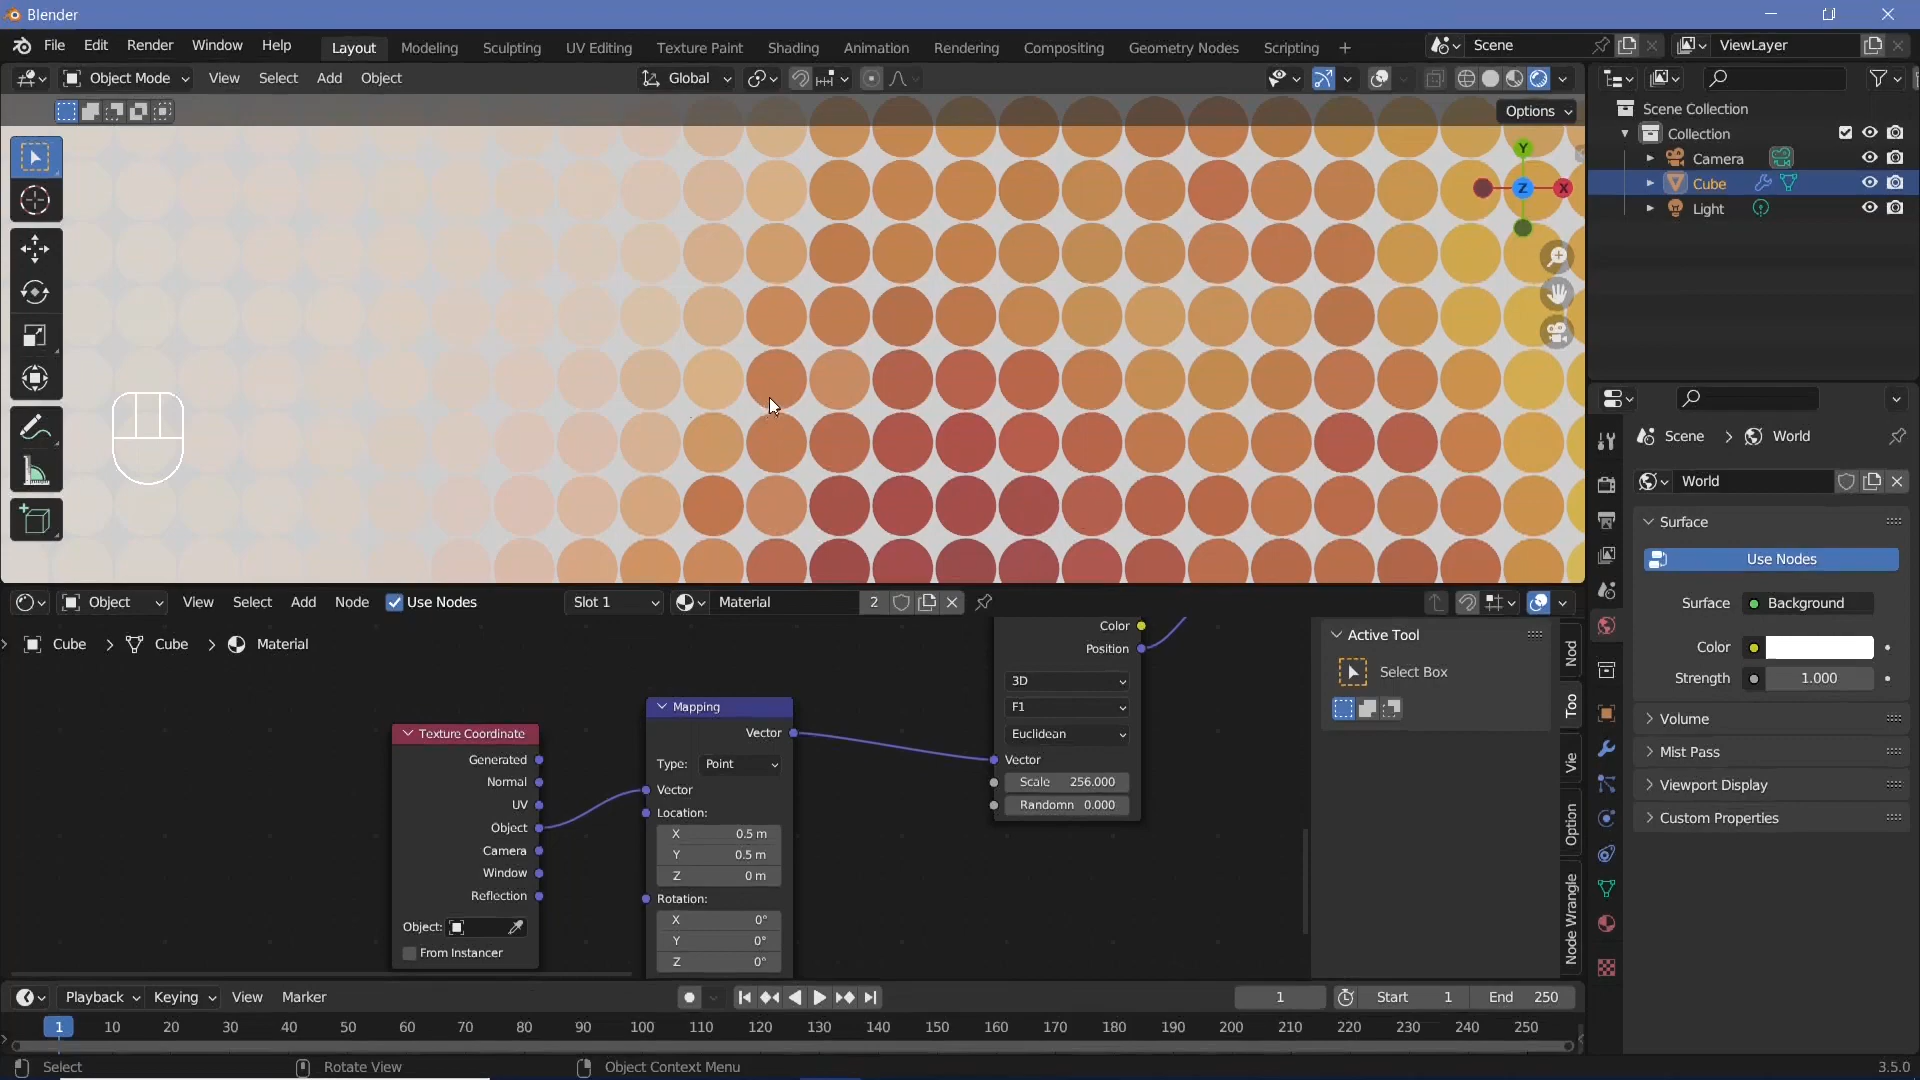 Blender
File Edit Render Window Help Layout Modeling Sculpting UV Editing Texture Paint Shading Animation Rendering Compositing Geometry Nodes Scripting + Scene ViewLayer
Object Mode View Select Add Object Global
Options
Y
Z X
Scene Collection
Collection
Camera
Cube
Light
Scene > World
World
Surface
Use Nodes
Surface Background
Color
Strength 1.000
Volume
Mist Pass
Viewport Display
Custom Properties
Object View Select Add Node Use Nodes Slot 1 Material 2
Cube > Cube > Material
Color
Position
3D
F1
Euclidean
Vector
Scale 256.000
Randomn 0.000
Mapping
Vector
Type: Point
Vector
Location:
X 0.5 m
Y 0.5 m
Z 0 m
Rotation:
X 0°
Y 0°
Z 0°
Texture Coordinate
Generated
Normal
UV
Object
Camera
Window
Reflection
Object:
From Instancer
Active Tool
Select Box
Nod
Too
Vie
Option
Node Wrangle
Playback Keying View Marker 1 Start 1 End 250
1 10 20 30 40 50 60 70 80 90 100 110 120 130 140 150 160 170 180 190 200 210 220 230 240 250
Select Rotate View Object Context Menu 3.5.0